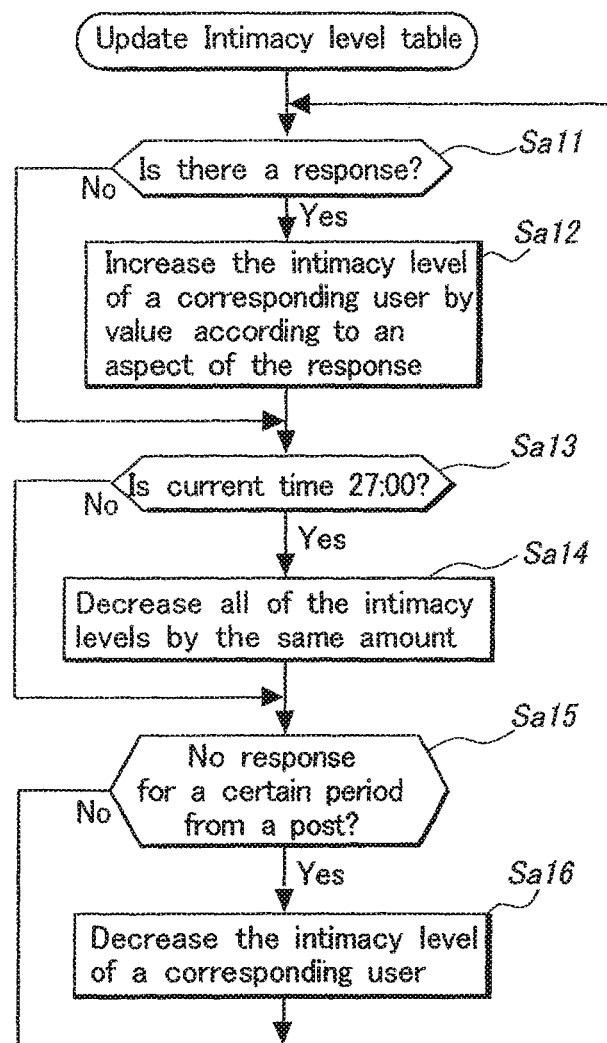 Update Intimacy level table
Sa11
Is there a response?
No
Yes
Sa12
Increase the intimacy level
of a corresponding user by
value according to an
aspect of the response
Sa13
Is current time 27:00?
No
Yes
Sa14
Decrease all of the intimacy
levels by the same amount
Sa15
No response
for a certain period
from a post?
No
Yes
Sa16
Decrease the intimacy level
of a corresponding user